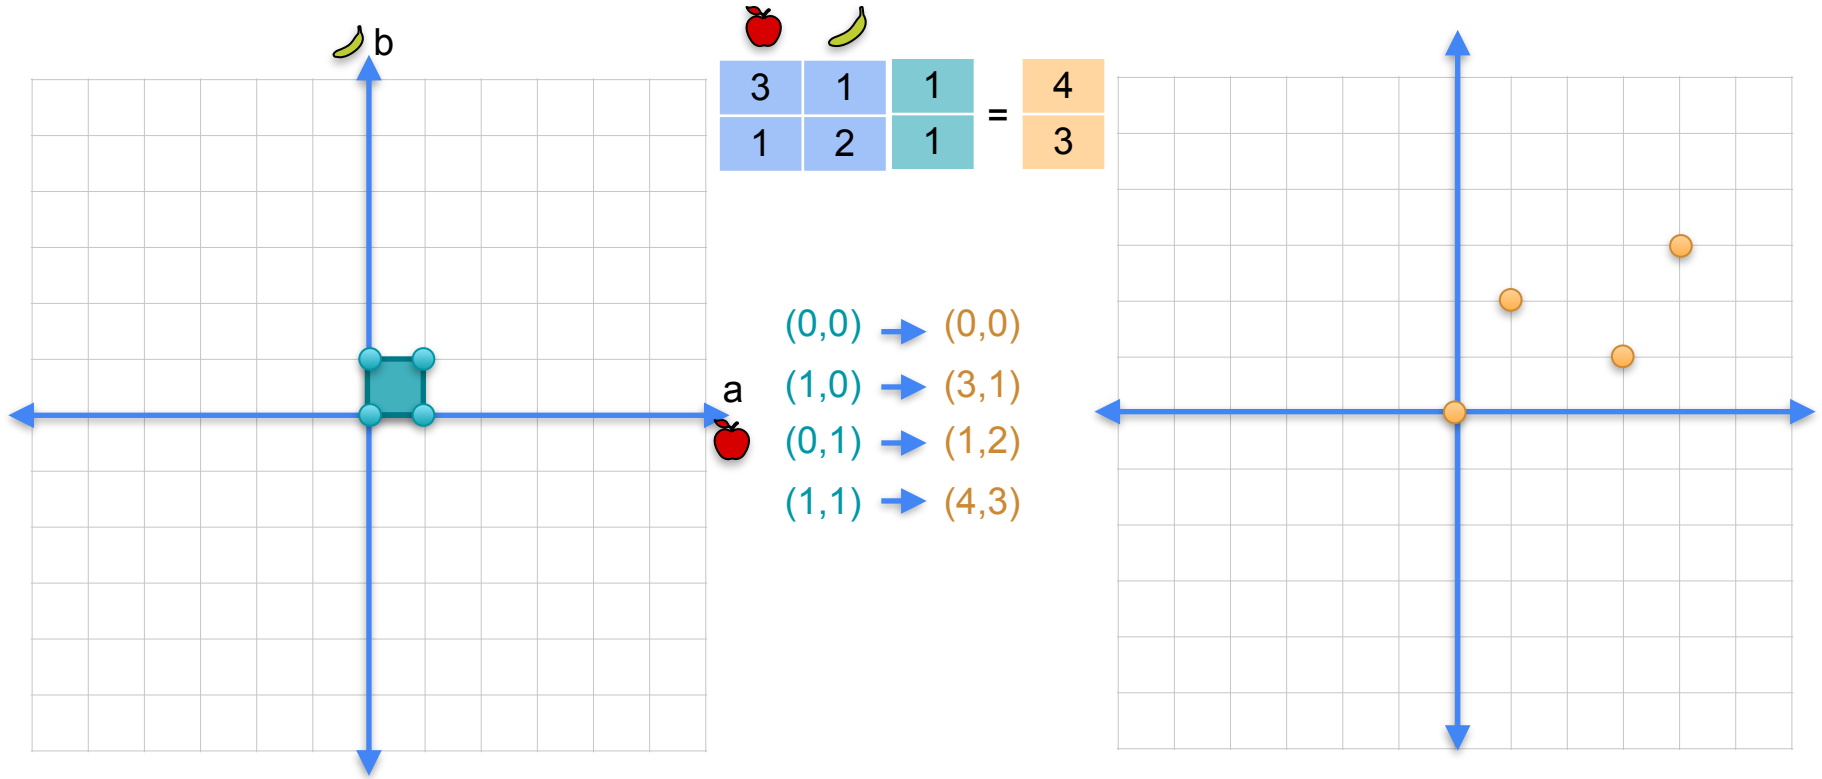 b
3 1 1 = 4
1 2 1 3
a
(0,0) (0,0)
(1,0) (3,1)
(0,1) (1,2)
(1,1) (4,3)